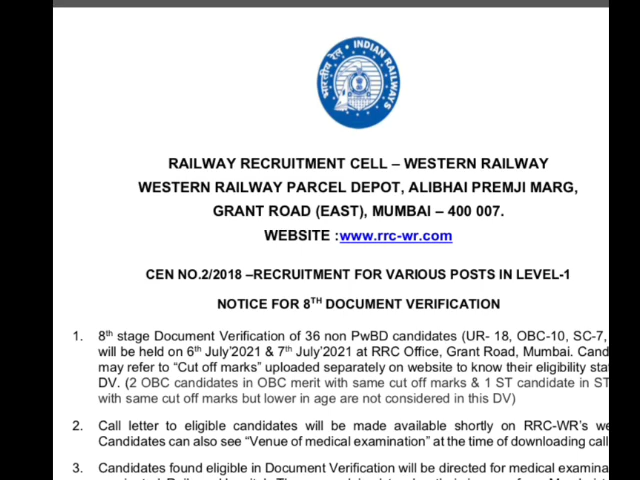 भारतीय रेल • INDIAN RAILWAYS
RAILWAY RECRUITMENT CELL – WESTERN RAILWAY
WESTERN RAILWAY PARCEL DEPOT, ALIBHAI PREMJI MARG,
GRANT ROAD (EAST), MUMBAI – 400 007.
WEBSITE :www.rrc-wr.com
CEN NO.2/2018 –RECRUITMENT FOR VARIOUS POSTS IN LEVEL-1
NOTICE FOR 8TH DOCUMENT VERIFICATION
1. 8th stage Document Verification of 36 non PwBD candidates (UR- 18, OBC-10, SC-7,
will be held on 6th July'2021 & 7th July'2021 at RRC Office, Grant Road, Mumbai. Cand
may refer to "Cut off marks" uploaded separately on website to know their eligibility sta
DV. (2 OBC candidates in OBC merit with same cut off marks & 1 ST candidate in ST
with same cut off marks but lower in age are not considered in this DV)
2. Call letter to eligible candidates will be made available shortly on RRC-WR's we
Candidates can also see "Venue of medical examination" at the time of downloading call
3. Candidates found eligible in Document Verification will be directed for medical examina